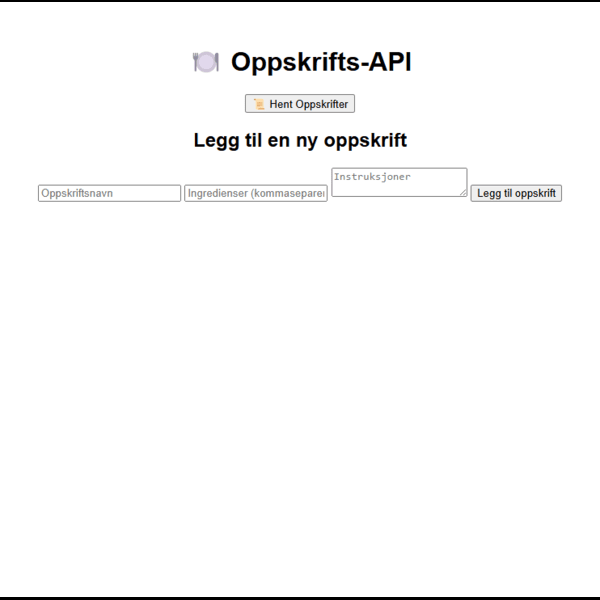 🍽️ Oppskrifts-API
📜 Hent Oppskrifter
Legg til en ny oppskrift
Oppskriftsnavn
Ingredienser (kommasepare
Instruksjoner
Legg til oppskrift